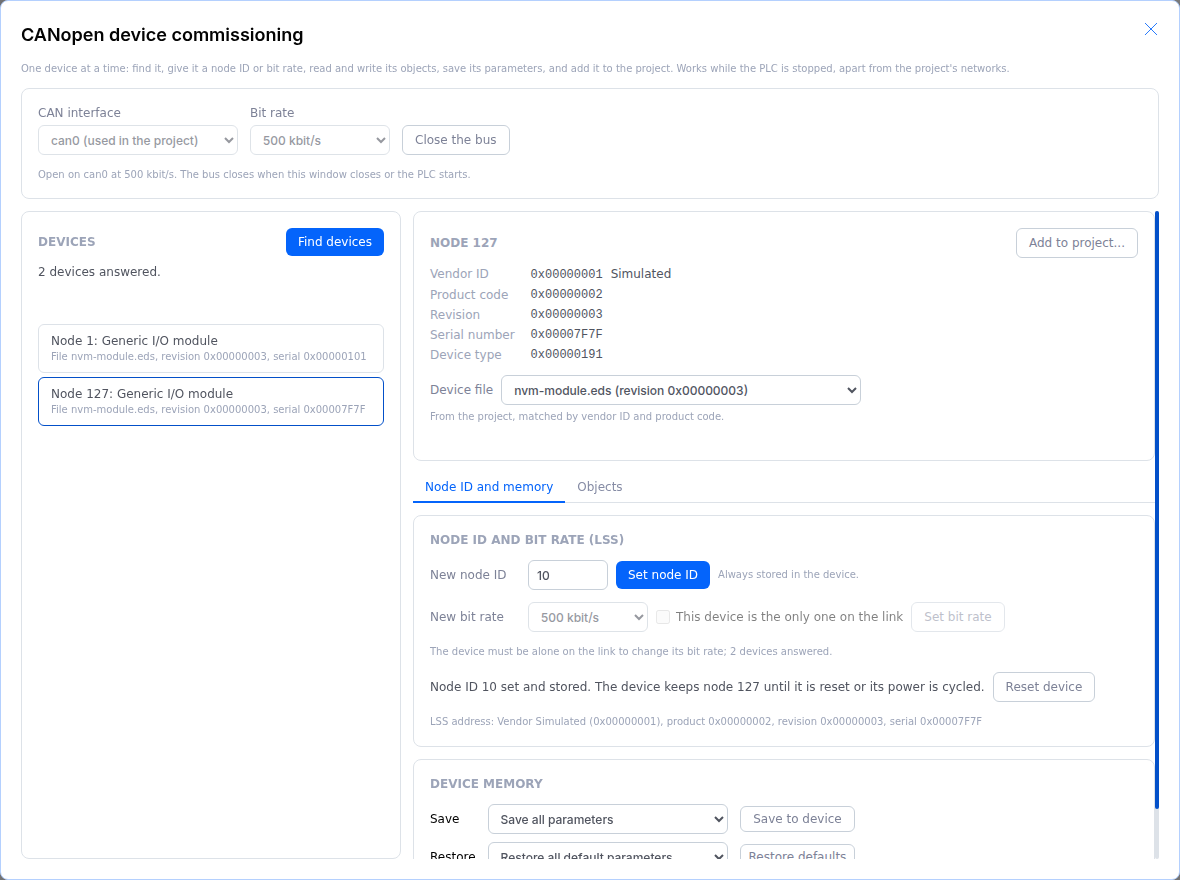 CANopen device commissioning
One device at a time: find it, give it a node ID or bit rate, read and write its objects, save its parameters, and add it to the project. Works while the PLC is stopped, apart from the project's networks.
CAN interface
Bit rate
can0 (used in the project)
500 kbit/s
Close the bus
Open on can0 at 500 kbit/s. The bus closes when this window closes or the PLC starts.
DEVICES
Find devices
2 devices answered.
Node 1: Generic I/O module
File nvm-module.eds, revision 0x00000003, serial 0x00000101
Node 127: Generic I/O module
File nvm-module.eds, revision 0x00000003, serial 0x00007F7F
NODE 127
Add to project...
Vendor ID 0x00000001 Simulated
Product code 0x00000002
Revision 0x00000003
Serial number 0x00007F7F
Device type 0x00000191
Device file nvm-module.eds (revision 0x00000003)
From the project, matched by vendor ID and product code.
Node ID and memory
Objects
NODE ID AND BIT RATE (LSS)
New node ID 10 Set node ID Always stored in the device.
New bit rate 500 kbit/s This device is the only one on the link Set bit rate
The device must be alone on the link to change its bit rate; 2 devices answered.
Node ID 10 set and stored. The device keeps node 127 until it is reset or its power is cycled. Reset device
LSS address: Vendor Simulated (0x00000001), product 0x00000002, revision 0x00000003, serial 0x00007F7F
DEVICE MEMORY
Save Save all parameters Save to device
Restore Restore all default parameters Restore defaults